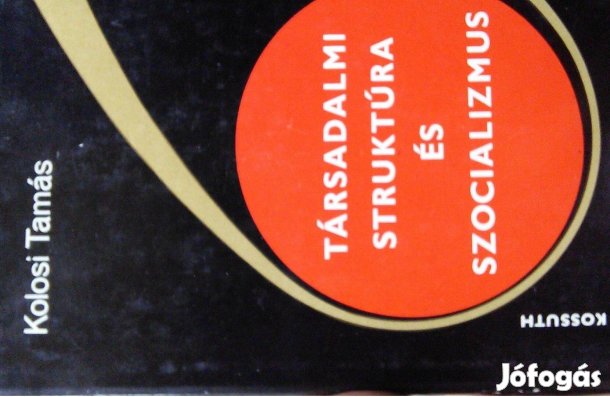 Kolosi Tamás
TÁRSADALMI
STRUKTÚRA
ÉS
SZOCIALIZMUS
KOSSUTH
Jófogás